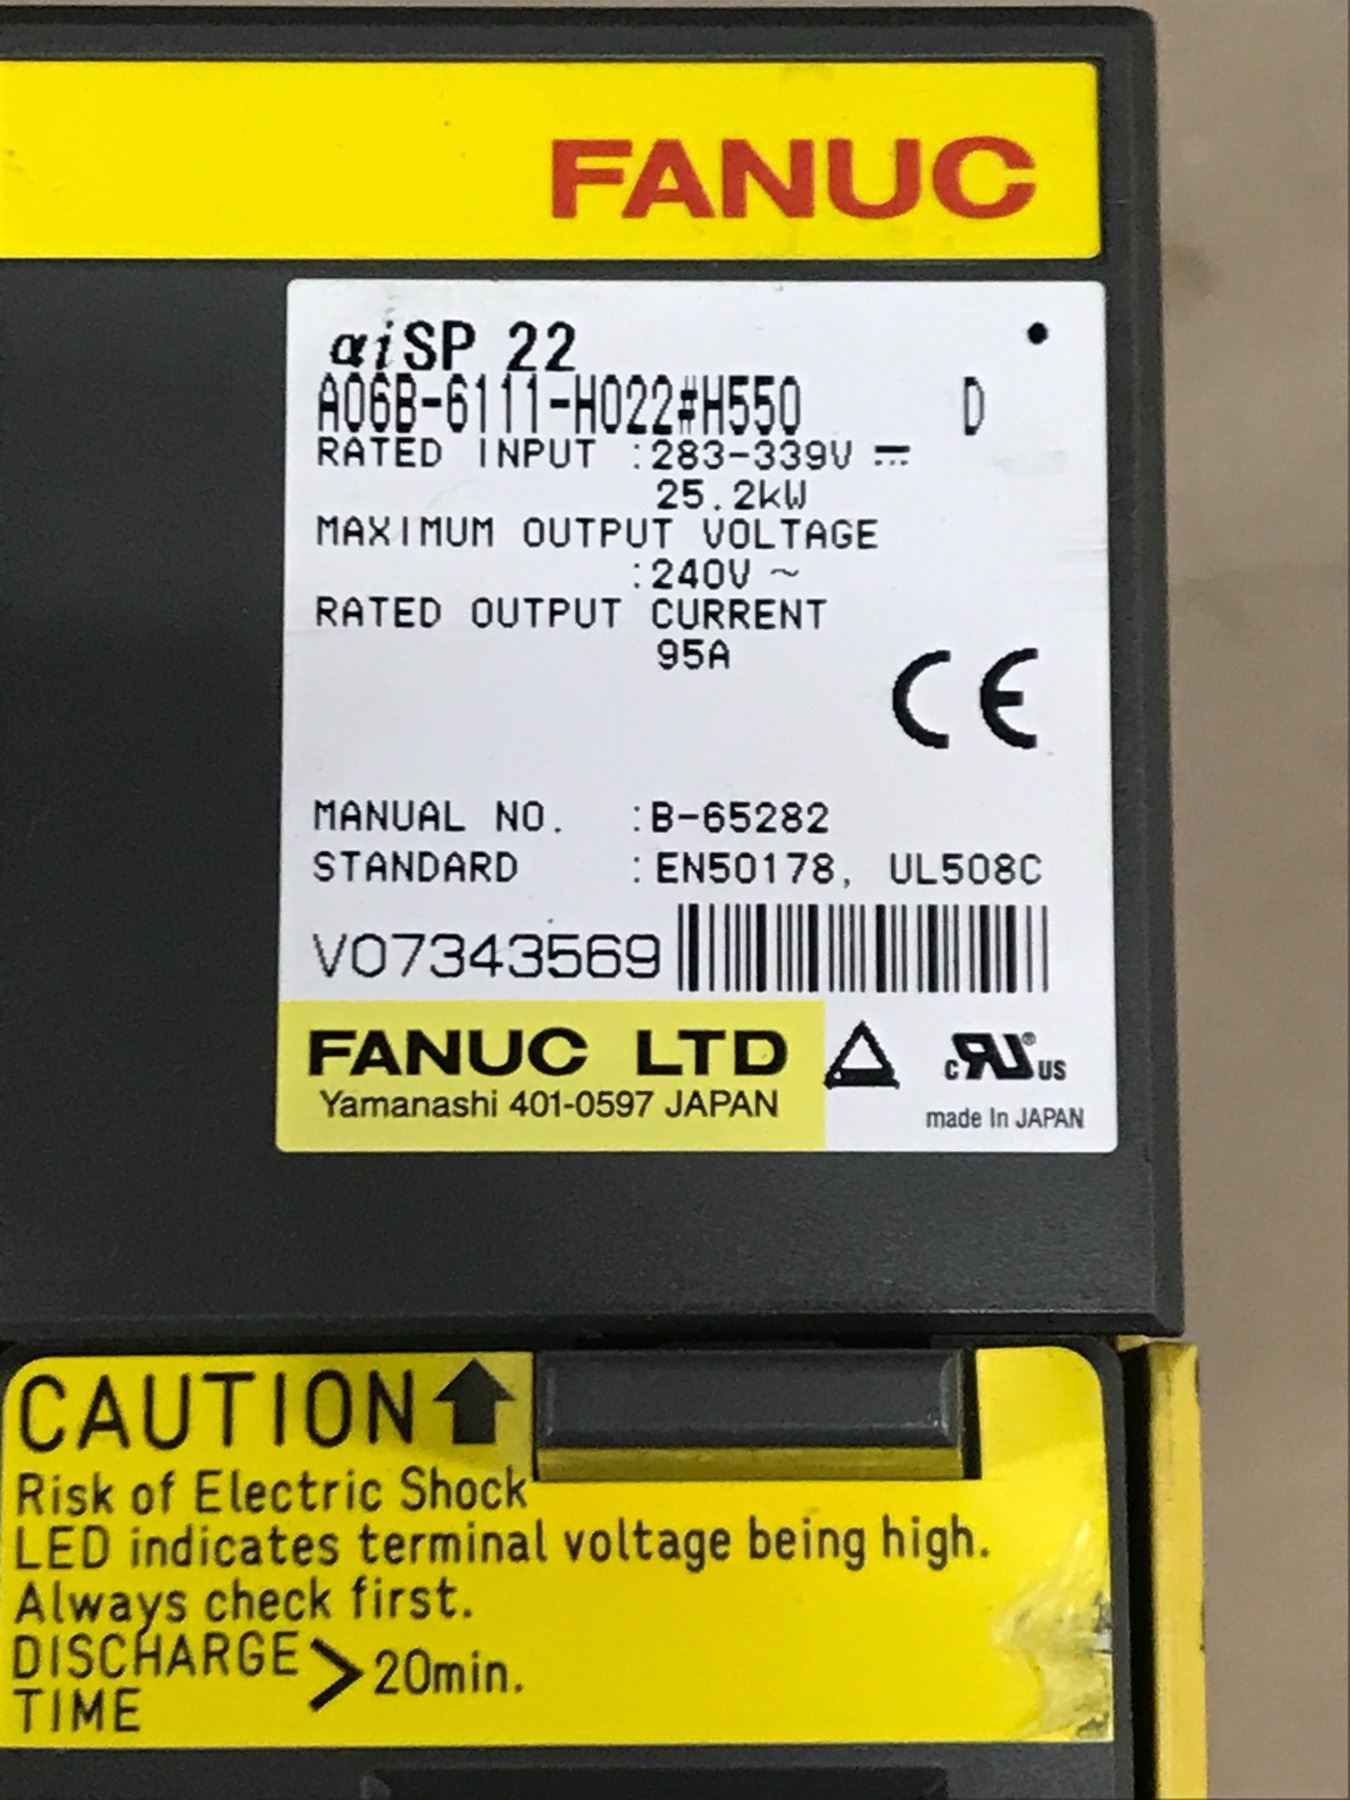 FANUC
αiSP 22
A06B-6111-H022#H550 D
RATED INPUT :283-339V
25.2kW
MAXIMUM OUTPUT VOLTAGE
:240V ~
RATED OUTPUT CURRENT
95A
CE
MANUAL NO. :B-65282
STANDARD :EN50178, UL508C
V07343569
FANUC LTD
Yamanashi 401-0597 JAPAN
c RU ® US
made In JAPAN
CAUTION
Risk of Electric Shock
LED indicates terminal voltage being high.
Always check first.
DISCHARGE
TIME > 20min.